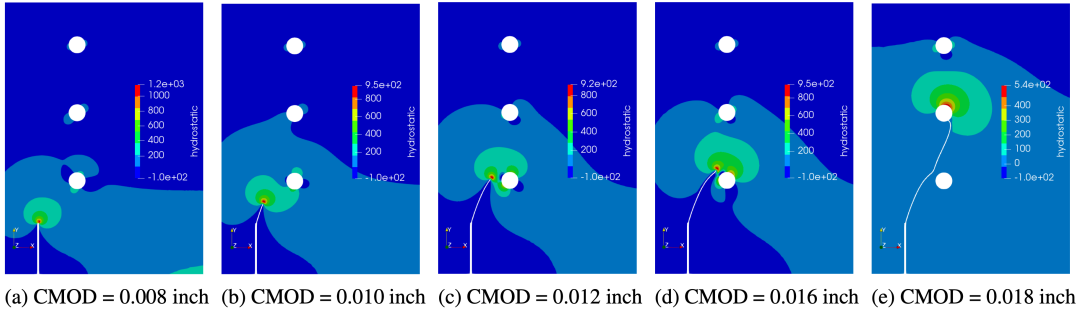 1.2e+03
1000
800
600
400
200
-1.0e+02
hydrostatic
Y
Z
X
(a) CMOD = 0.008 inch
9.5e+02
800
600
400
200
-1.0e+02
hydrostatic
Y
Z
X
(b) CMOD = 0.010 inch
9.2e+02
800
600
400
200
-1.0e+02
hydrostatic
Y
Z
X
(c) CMOD = 0.012 inch
9.5e+02
800
600
400
200
-1.0e+02
hydrostatic
Y
Z
X
(d) CMOD = 0.016 inch
5.4e+02
400
300
200
100
0
-1.0e+02
hydrostatic
Y
Z
X
(e) CMOD = 0.018 inch